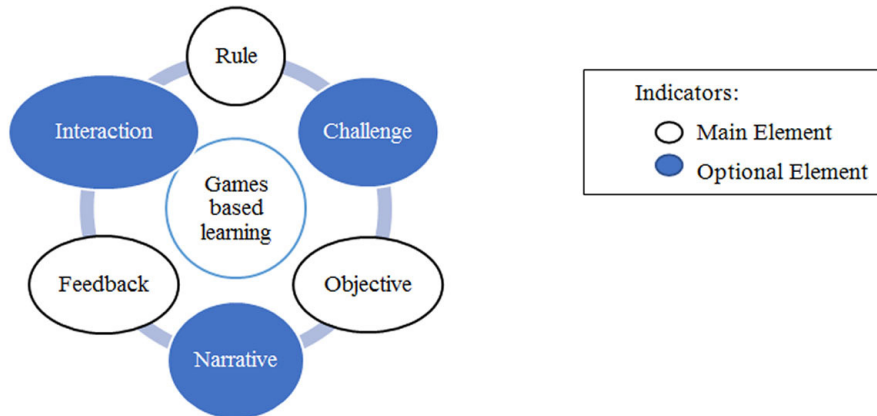 Rule
Interaction
Challenge
Games
based
learning
Feedback
Objective
Narrative
Indicators:
Main Element
Optional Element